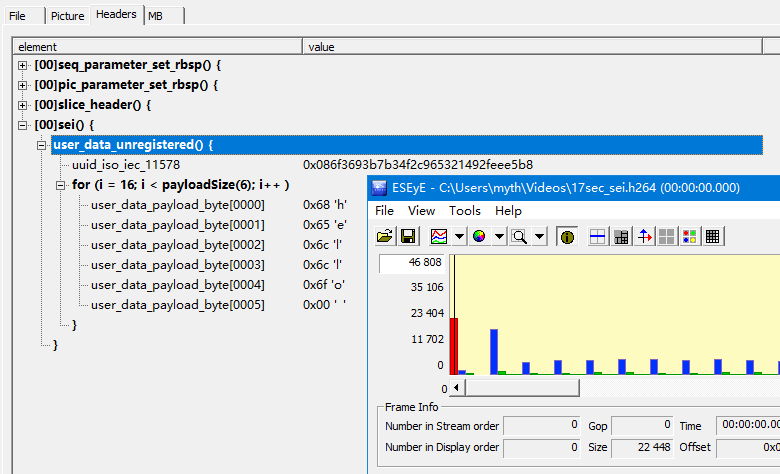 File Picture Headers MB
element value
[00]seq_parameter_set_rbsp() {
[00]pic_parameter_set_rbsp() {
[00]slice_header() {
[00]sei() {
user_data_unregistered() {
uuid_iso_iec_11578 0x086f3693b7b34f2c965321492feee5b8
for (i = 16; i < payloadSize(6); i++ )
user_data_payload_byte[0000] 0x68 'h'
user_data_payload_byte[0001] 0x65 'e'
user_data_payload_byte[0002] 0x6c 'l'
user_data_payload_byte[0003] 0x6c 'l'
user_data_payload_byte[0004] 0x6f 'o'
user_data_payload_byte[0005] 0x00 ' '
}
}
ESEyE - C:\Users\myth\Videos\17sec_sei.h264 (00:00:00.000)
File View Tools Help
46 808
35 106
23 404
11 702
0
0
Frame Info
Number in Stream order 0 Gop 0 Time 00:00:00.00
Number in Display order 0 Size 22 448 Offset 0x0